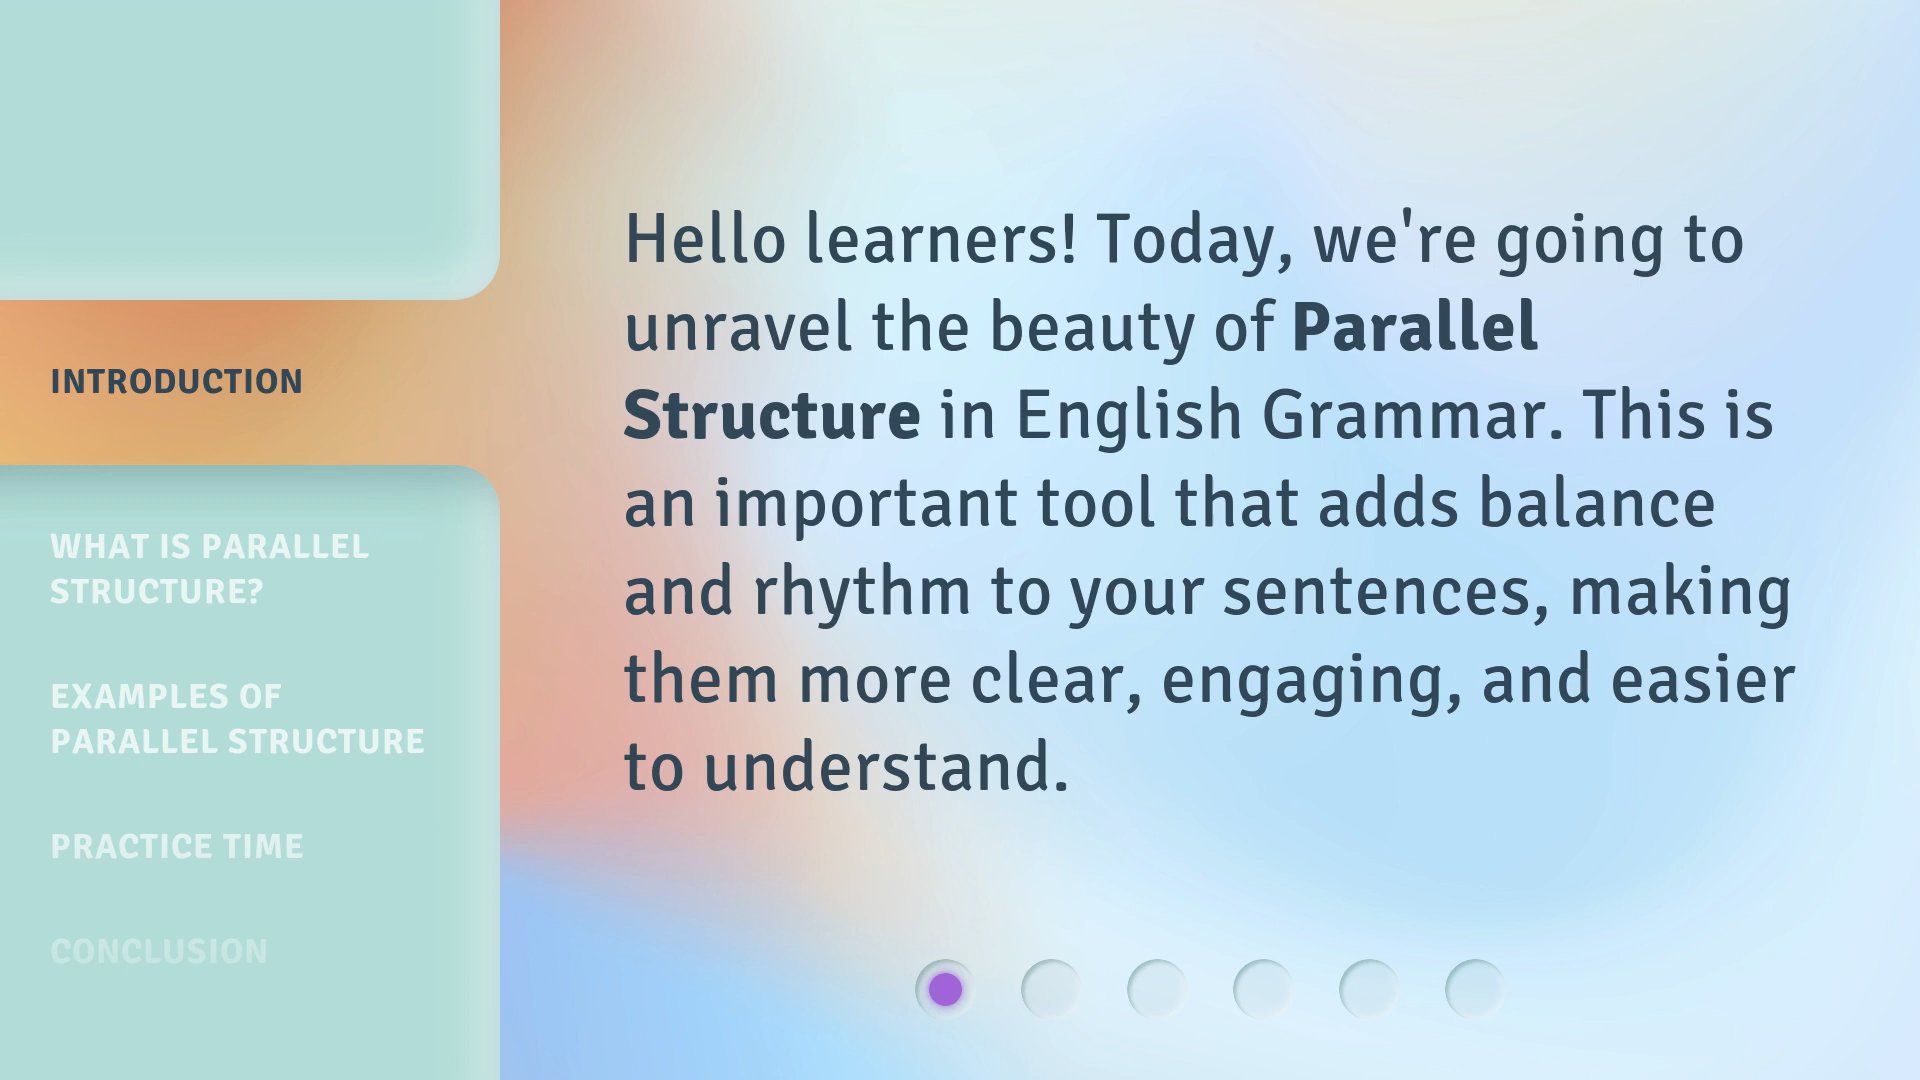 INTRODUCTION
WHAT IS PARALLEL
STRUCTURE?
EXAMPLES OF
PARALLEL STRUCTURE
PRACTICE TIME
CONCLUSION
Hello learners! Today, we're going to
unravel the beauty of Parallel
Structure in English Grammar. This is
an important tool that adds balance
and rhythm to your sentences, making
them more clear, engaging, and easier
to understand.